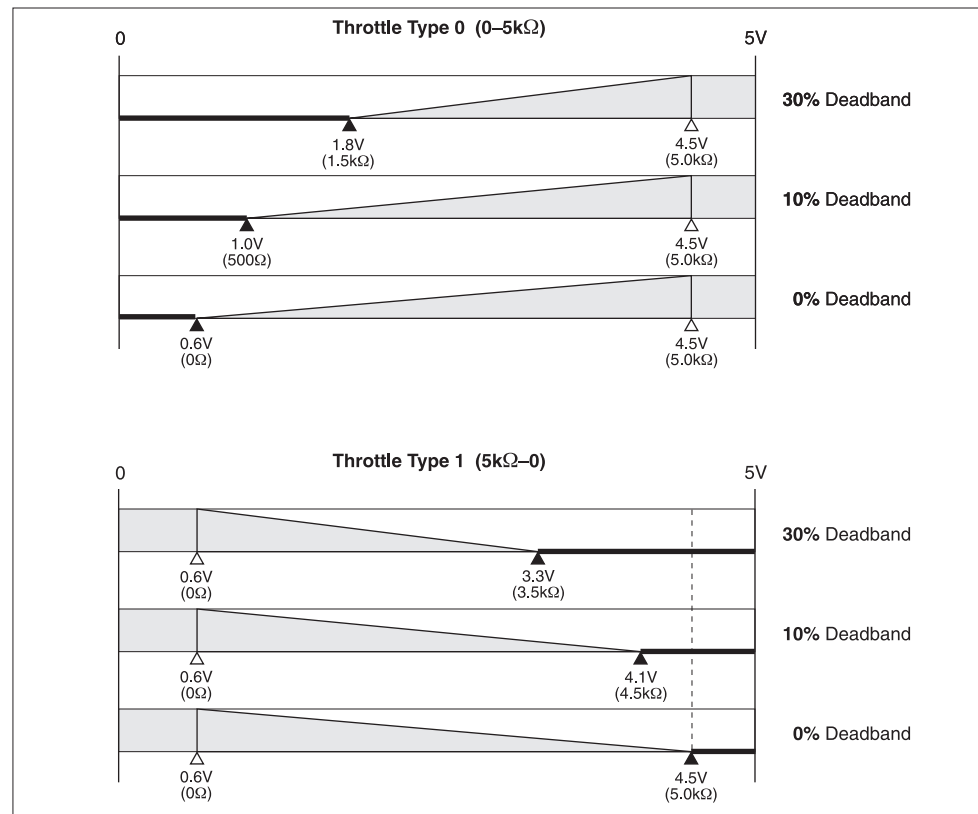 Throttle Type 0 (0–5kΩ)
0 5V
30% Deadband
1.8V 4.5V
(1.5kΩ) (5.0kΩ)
10% Deadband
1.0V 4.5V
(500Ω) (5.0kΩ)
0% Deadband
0.6V 4.5V
(0Ω) (5.0kΩ)
Throttle Type 1 (5kΩ–0)
0 5V
30% Deadband
0.6V 3.3V
(0Ω) (3.5kΩ)
10% Deadband
0.6V 4.1V
(0Ω) (4.5kΩ)
0% Deadband
0.6V 4.5V
(0Ω) (5.0kΩ)